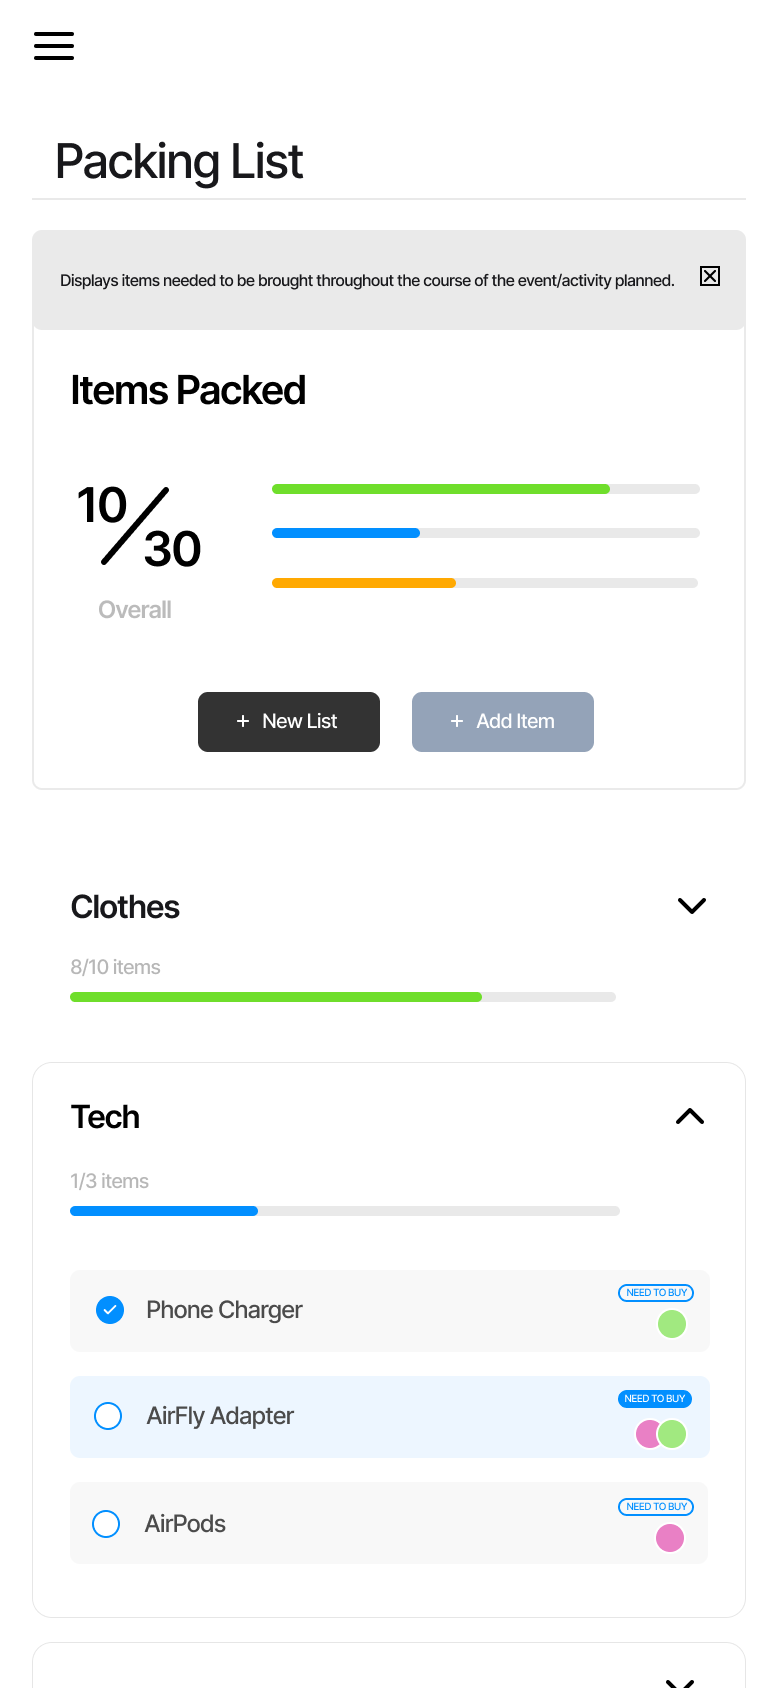 Packing List
Displays items needed to be brought throughout the course of the event/activity planned.
Items Packed
10/30
Overall
+ New List
+ Add Item
Clothes
8/10 items
Tech
1/3 items
NEED TO BUY
Phone Charger
NEED TO BUY
AirFly Adapter
NEED TO BUY
AirPods